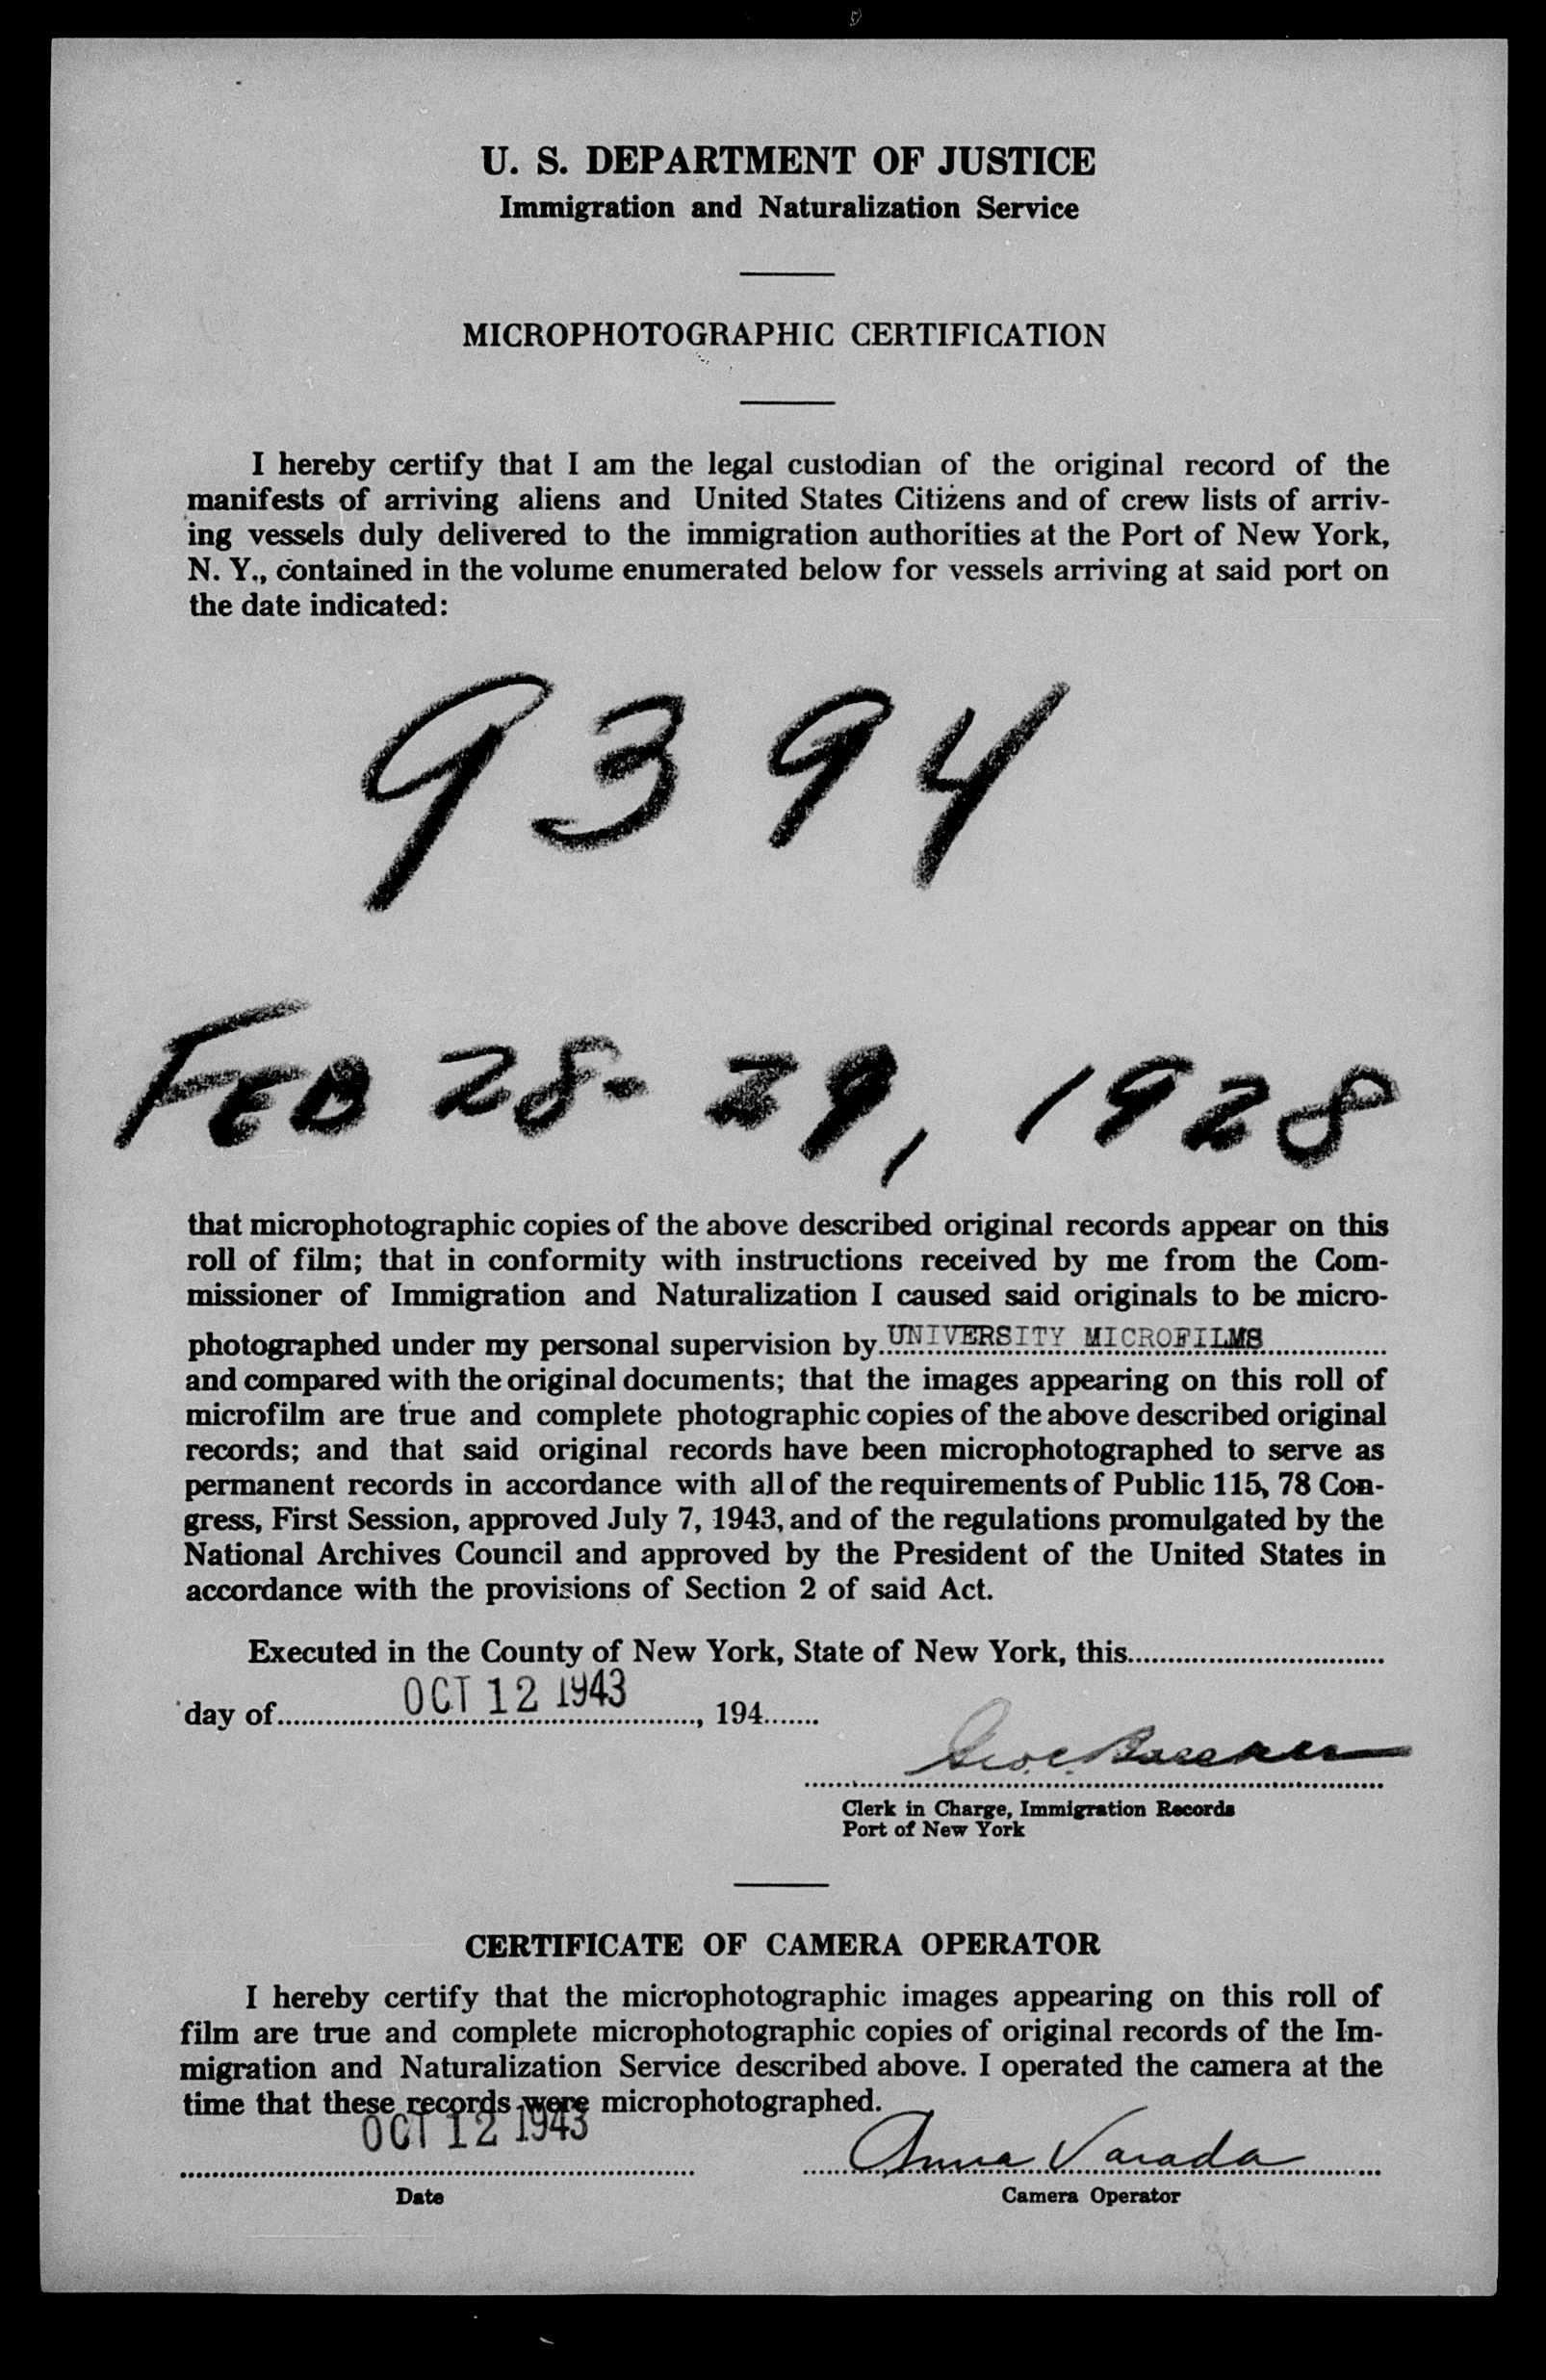 U. S. DEPARTMENT OF JUSTICE
Immigration and Naturalization Service
MICROPHOTOGRAPHIC CERTIFICATION
I hereby certify that I am the legal custodian of the original record of the
manifests of arriving aliens and United States Citizens and of crew lists of arriv-
ing vessels duly delivered to the immigration authorities at the Port of New York,
N. Y., contained in the volume enumerated below for vessels arriving at said port on
the date indicated:
9394
FEB 28-29, 1928
that microphotographic copies of the above described original records appear on this
roll of film; that in conformity with instructions received by me from the Com-
missioner of Immigration and Naturalization I caused said originals to be micro-
photographed under my personal supervision by UNIVERSITY MICROFILMS
and compared with the original documents; that the images appearing on this roll of
microfilm are true and complete photographic copies of the above described original
records; and that said original records have been microphotographed to serve as
permanent records in accordance with all of the requirements of Public 115, 78 Con-
gress, First Session, approved July 7, 1943, and of the regulations promulgated by the
National Archives Council and approved by the President of the United States in
accordance with the provisions of Section 2 of said Act.
Executed in the County of New York, State of New York, this
day of OCT 12 1943, 194
Geo. C.
Clerk in Charge, Immigration Records
Port of New York
CERTIFICATE OF CAMERA OPERATOR
I hereby certify that the microphotographic images appearing on this roll of
film are true and complete microphotographic copies of original records of the Im-
migration and Naturalization Service described above. I operated the camera at the
time that these records were microphotographed.
OCT 12 1943 Anna Varada
Date Camera Operator